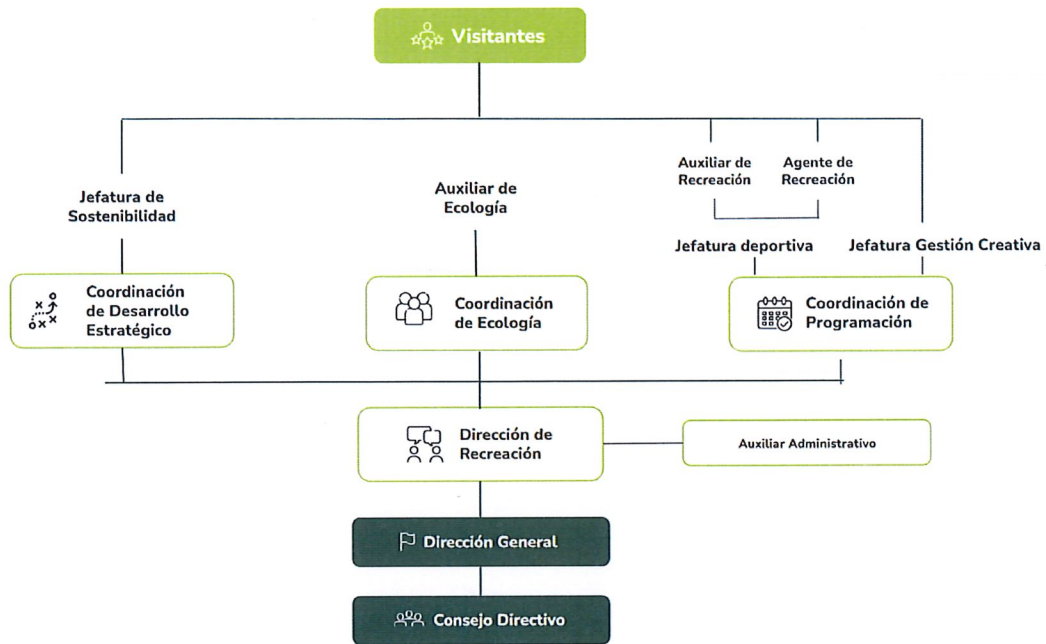 Visitantes
Auxiliar de
Recreación
Agente de
Recreación
Jefatura de
Sostenibilidad
Auxiliar de
Ecología
Jefatura deportiva
Jefatura Gestión Creativa
Coordinación
de Desarrollo
Estratégico
Coordinación
de Ecología
Coordinación de
Programación
Dirección de
Recreación
Auxiliar Administrativo
Dirección General
Consejo Directivo